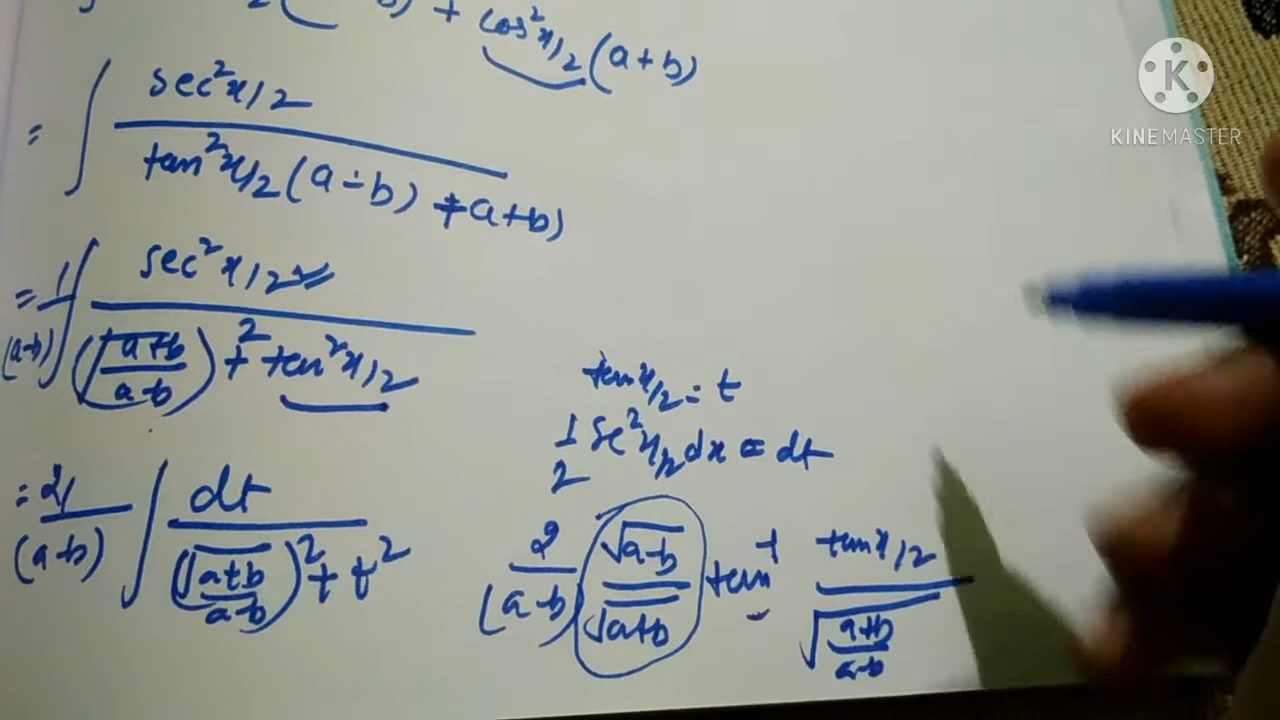 + cos²x/2 (a+b)
= ∫ sec²x/2 / tan²x/2 (a-b) + a+b)
= 1/(a-b) ∫ sec²x/2 / (√a+b/a-b)² + tan²x/2
tan x/2 = t
1/2 sec²x/2 dx = dt
= 2/(a-b) ∫ dt / (√a+b/a-b)² + t²
2/(a-b) √a-b/√a+b tan⁻¹ tan x/2 / √a+b/a-b
KINEMASTER